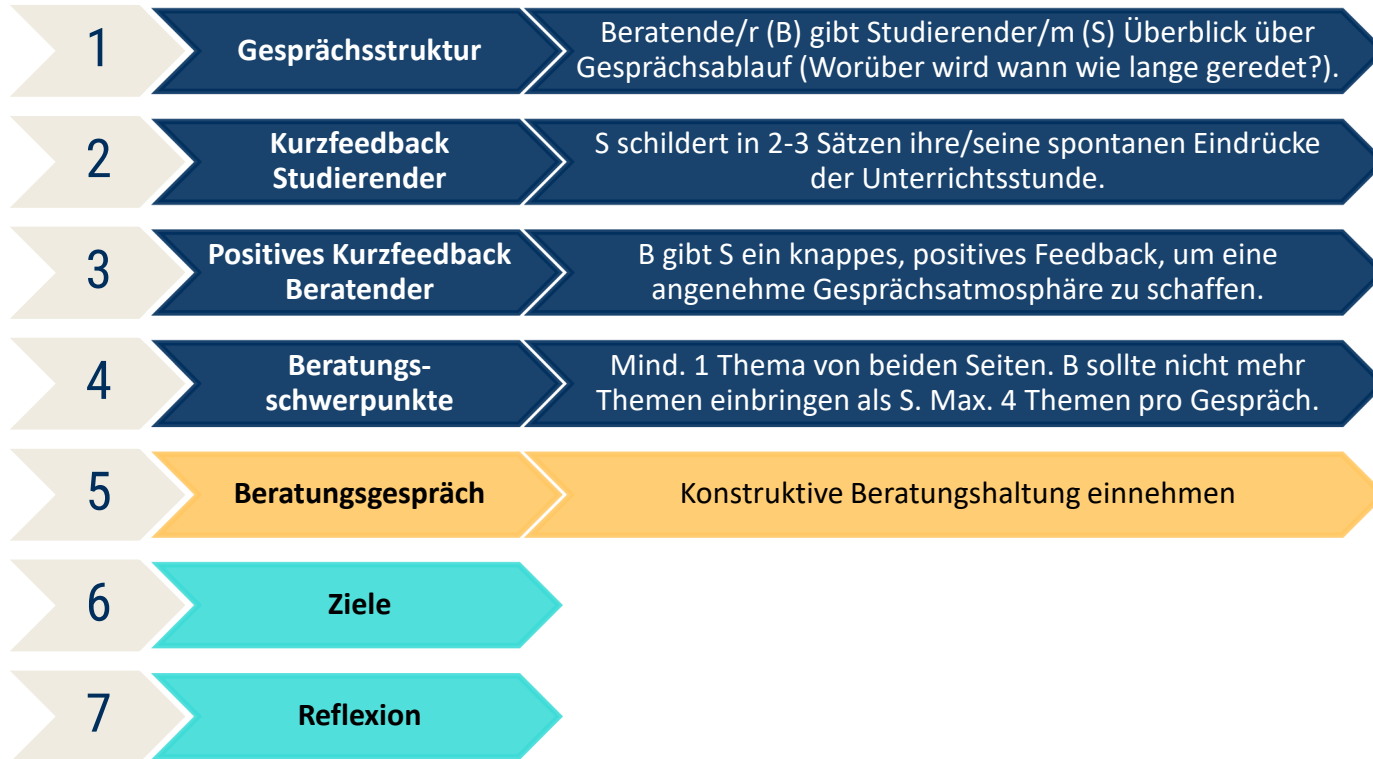 1
Gesprächsstruktur
Beratende/r (B) gibt Studierender/m (S) Überblick über
Gesprächsablauf (Worüber wird wann wie lange geredet?).
2
Kurzfeedback
Studierender
S schildert in 2-3 Sätzen ihre/seine spontanen Eindrücke
der Unterrichtsstunde.
3
Positives Kurzfeedback
Beratender
B gibt S ein knappes, positives Feedback, um eine
angenehme Gesprächsatmosphäre zu schaffen.
4
Beratungs-
schwerpunkte
Mind. 1 Thema von beiden Seiten. B sollte nicht mehr
Themen einbringen als S. Max. 4 Themen pro Gespräch.
5
Beratungsgespräch
Konstruktive Beratungshaltung einnehmen
6
Ziele
7
Reflexion